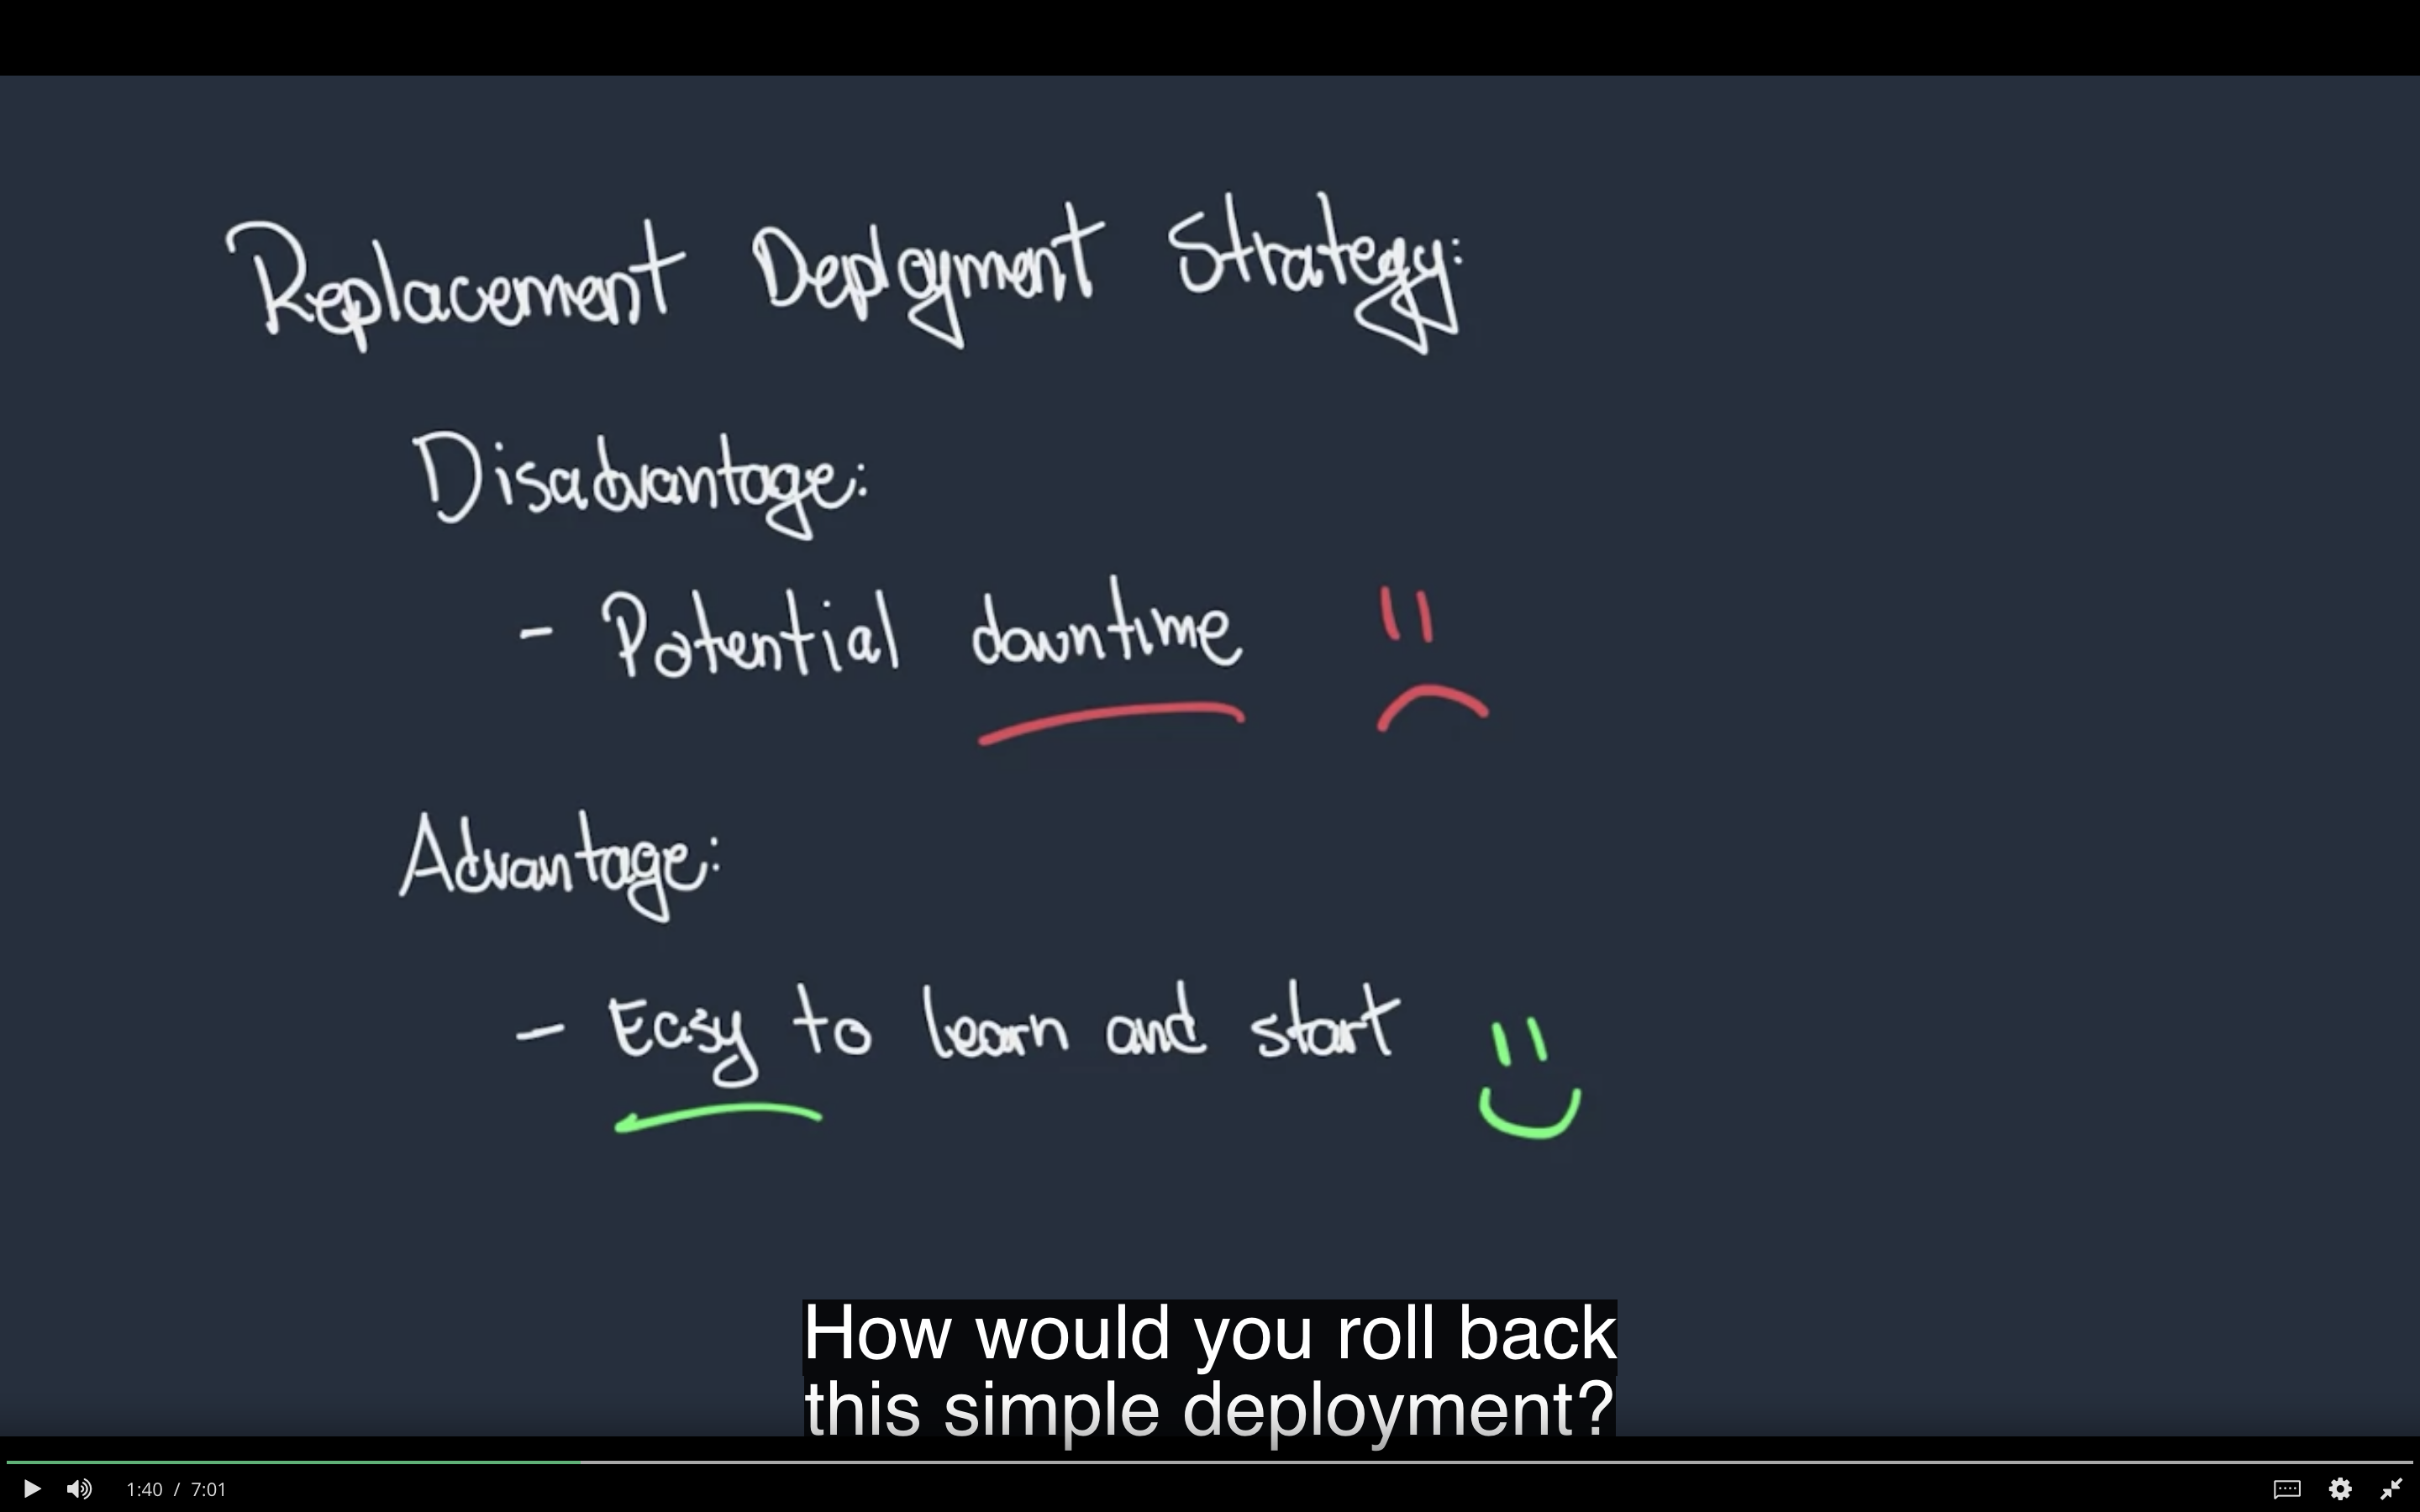 Replacement Deployment Strategy:
Disadvantage:
- Potential downtime
Advantage:
- Easy to learn and start
How would you roll back
this simple deployment?
1:40 / 7:01